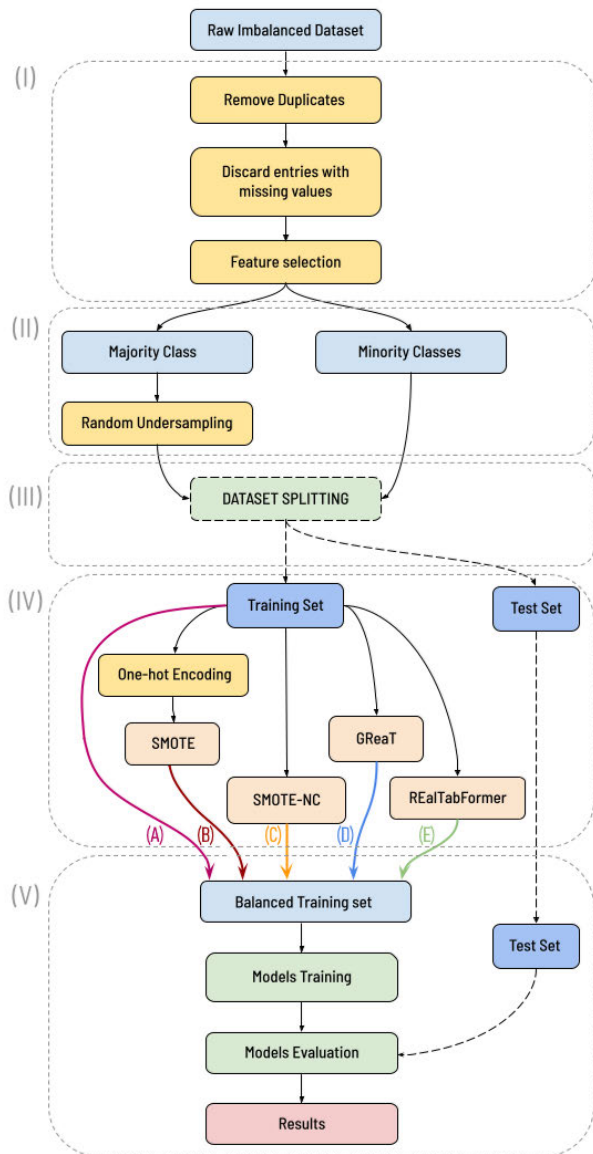 Raw Imbalanced Dataset
(I)
Remove Duplicates
Discard entries with
missing values
Feature selection
(II)
Majority Class
Minority Classes
Random Undersampling
(III)
DATASET SPLITTING
(IV)
Training Set
Test Set
One-hot Encoding
SMOTE
GReaT
SMOTE-NC
REalTabFormer
(A)
(B)
(C)
(D)
(E)
(V)
Balanced Training set
Test Set
Models Training
Models Evaluation
Results